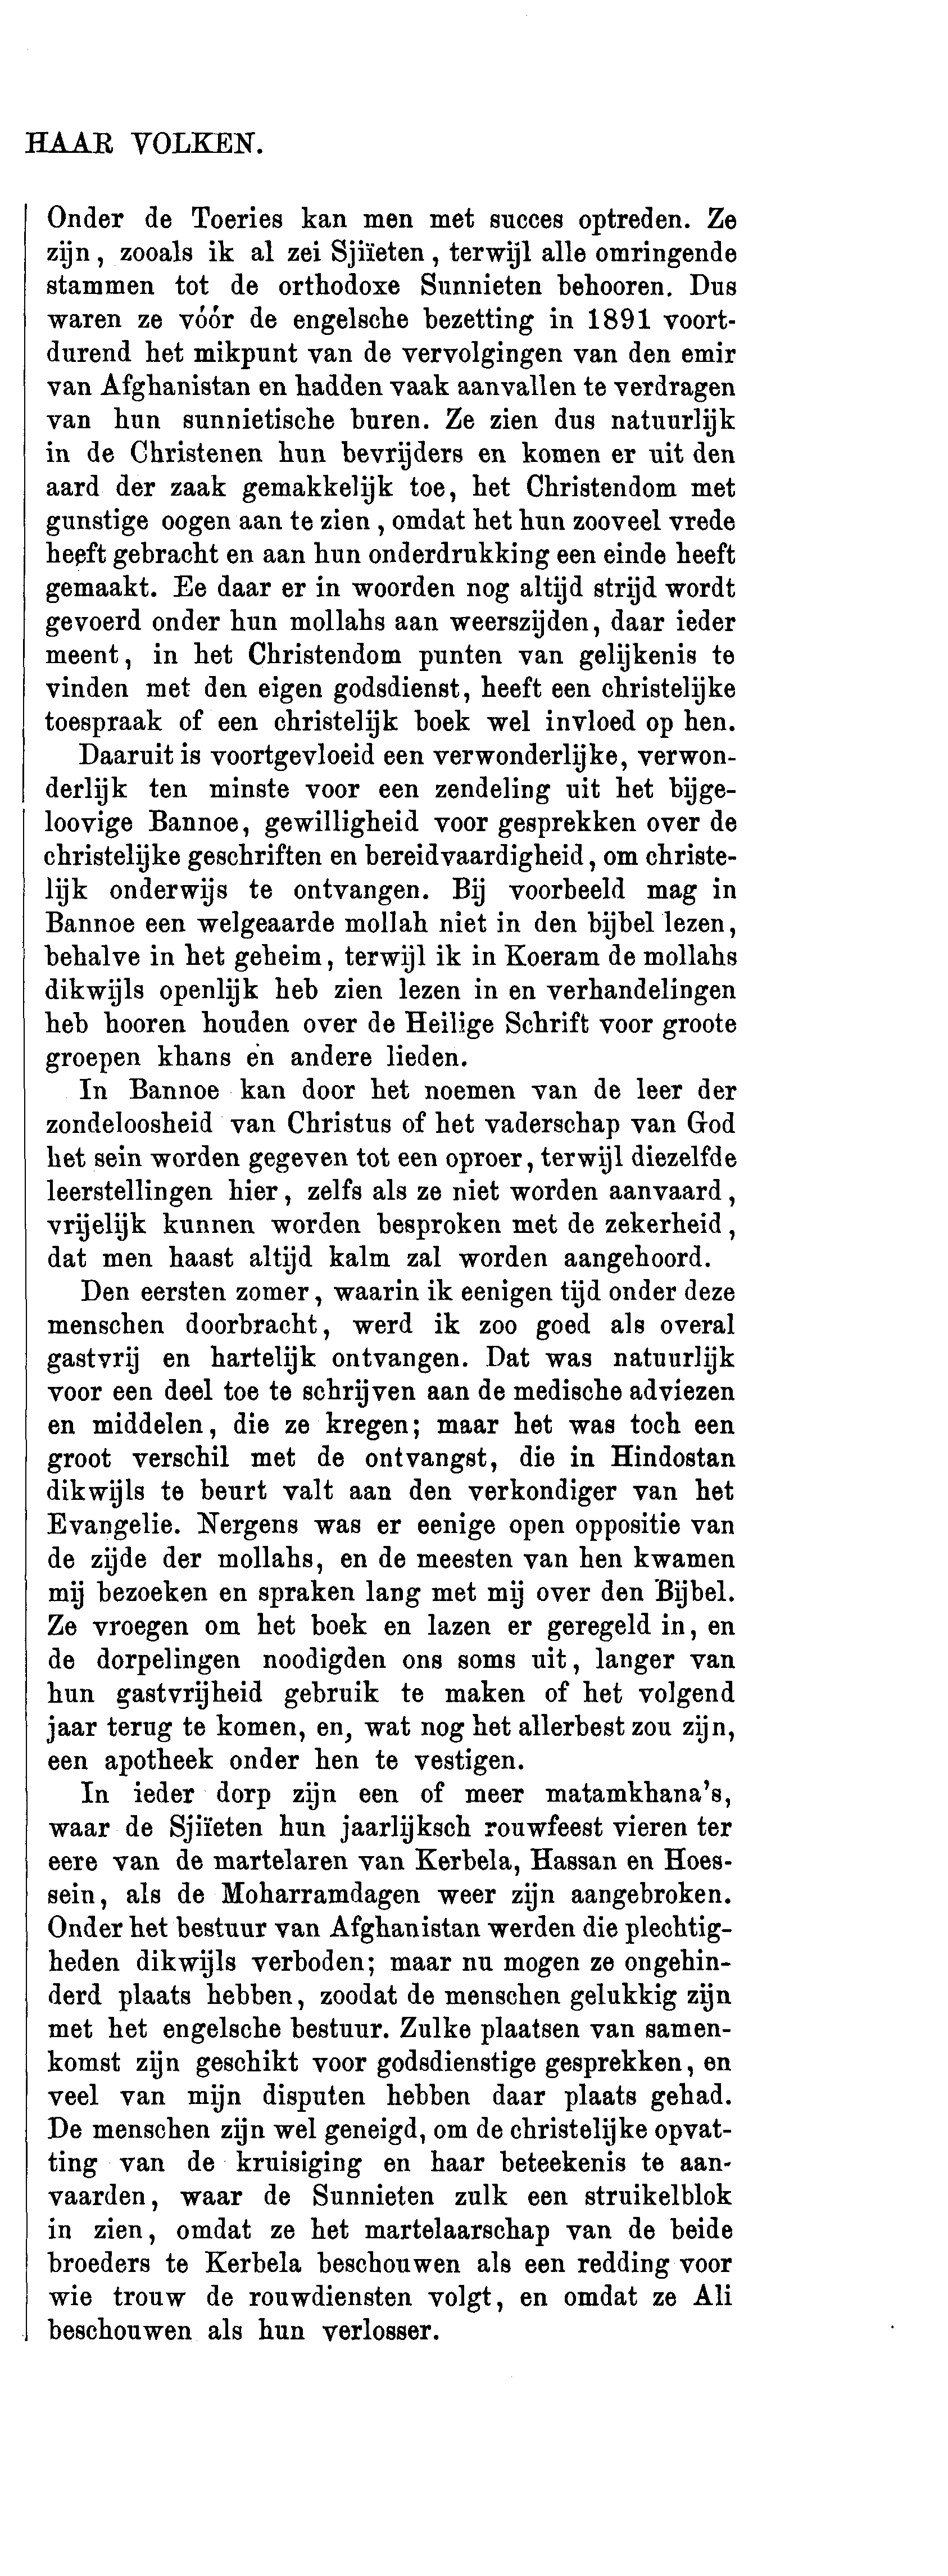 HAAR VOLKEN.
Onder de Toeries kan men met succes optreden. Ze
zijn, zooals ik al zei Sjiïeten, terwijl alle omringende
stammen tot de orthodoxe Sunnieten behooren. Dus
waren ze vóór de engelsche bezetting in 1891 voort-
durend het mikpunt van de vervolgingen van den emir
van Afghanistan en hadden vaak aanvallen te verdragen
van hun sunnietische buren. Ze zien dus natuurlijk
in de Christenen hun bevrijders en komen er uit den
aard der zaak gemakkelijk toe, het Christendom met
gunstige oogen aan te zien, omdat het hun zooveel vrede
heeft gebracht en aan hun onderdrukking een einde heeft
gemaakt. Ee daar er in woorden nog altijd strijd wordt
gevoerd onder hun mollahs aan weerszijden, daar ieder
meent, in het Christendom punten van gelijkenis te
vinden met den eigen godsdienst, heeft een christelijke
toespraak of een christelijk boek wel invloed op hen.
Daaruit is voortgevloeid een verwonderlijke, verwon-
derlijk ten minste voor een zendeling uit het bijge-
loovige Bannoe, gewilligheid voor gesprekken over de
christelijke geschriften en bereidvaardigheid, om christe-
lijk onderwijs te ontvangen. Bij voorbeeld mag in
Bannoe een welgeaarde mollah niet in den bijbel lezen,
behalve in het geheim, terwijl ik in Koeram de mollahs
dikwijls openlijk heb zien lezen in en verhandelingen
heb hooren houden over de Heilige Schrift voor groote
groepen khans en andere lieden.
In Bannoe kan door het noemen van de leer der
zondeloosheid van Christus of het vaderschap van God
het sein worden gegeven tot een oproer, terwijl diezelfde
leerstellingen hier, zelfs als ze niet worden aanvaard,
vrijelijk kunnen worden besproken met de zekerheid,
dat men haast altijd kalm zal worden aangehoord.
Den eersten zomer, waarin ik eenigen tijd onder deze
menschen doorbracht, werd ik zoo goed als overal
gastvrij en hartelijk ontvangen. Dat was natuurlijk
voor een deel toe te schrijven aan de medische adviezen
en middelen, die ze kregen; maar het was toch een
groot verschil met de ontvangst, die in Hindostan
dikwijls te beurt valt aan den verkondiger van het
Evangelie. Nergens was er eenige open oppositie van
de zijde der mollahs, en de meesten van hen kwamen
mij bezoeken en spraken lang met mij over den Bijbel.
Ze vroegen om het boek en lazen er geregeld in, en
de dorpelingen noodigden ons soms uit, langer van
hun gastvrijheid gebruik te maken of het volgend
jaar terug te komen, en, wat nog het allerbest zou zijn,
een apotheek onder hen te vestigen.
In ieder dorp zijn een of meer matamkhana's,
waar de Sjiïeten hun jaarlijksch rouwfeest vieren ter
eere van de martelaren van Kerbela, Hassan en Hoes-
sein, als de Moharramdagen weer zijn aangebroken.
Onder het bestuur van Afghanistan werden die plechtig-
heden dikwijls verboden; maar nu mogen ze ongehin-
derd plaats hebben, zoodat de menschen gelukkig zijn
met het engelsche bestuur. Zulke plaatsen van samen-
komst zijn geschikt voor godsdienstige gesprekken, en
veel van mijn disputen hebben daar plaats gehad.
De menschen zijn wel geneigd, om de christelijke opvat-
ting van de kruisiging en haar beteekenis te aan-
vaarden, waar de Sunnieten zulk een struikelblok
in zien, omdat ze het martelaarschap van de beide
broeders te Kerbela beschouwen als een redding voor
wie trouw de rouwdiensten volgt, en omdat ze Ali
beschouwen als hun verlosser.